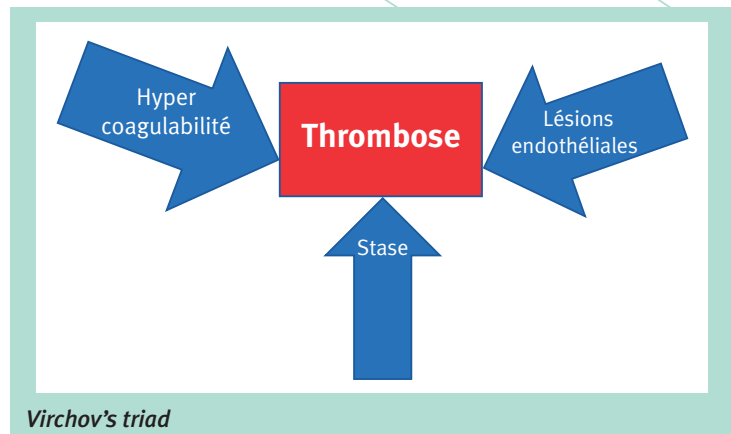 Hyper
coagulabilité
Thrombose
Lésions
endothéliales
Stase
Virchov's triad